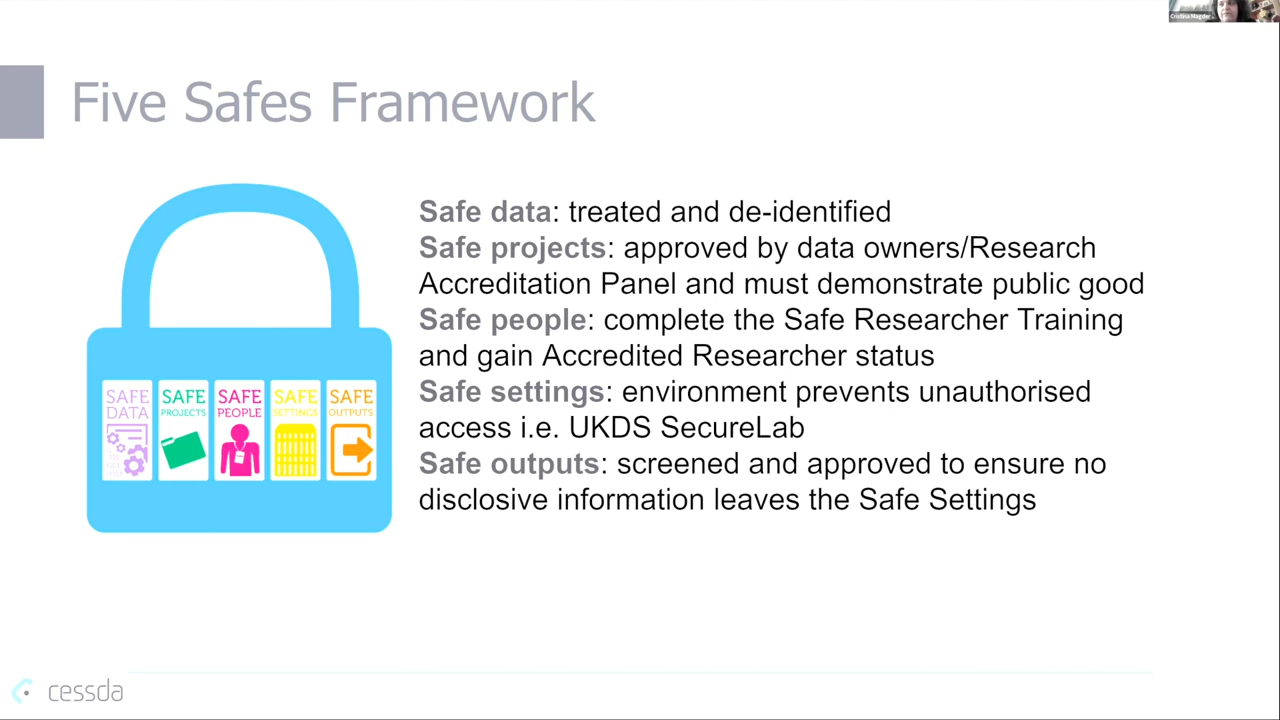 Cristina Magder
Five Safes Framework
Safe data: treated and de-identified
Safe projects: approved by data owners/Research
Accreditation Panel and must demonstrate public good
Safe people: complete the Safe Researcher Training
and gain Accredited Researcher status
Safe settings: environment prevents unauthorised
access i.e. UKDS SecureLab
Safe outputs: screened and approved to ensure no
disclosive information leaves the Safe Settings
SAFE DATA
SAFE PROJECTS
SAFE PEOPLE
SAFE SETTINGS
SAFE OUTPUTS
cessda